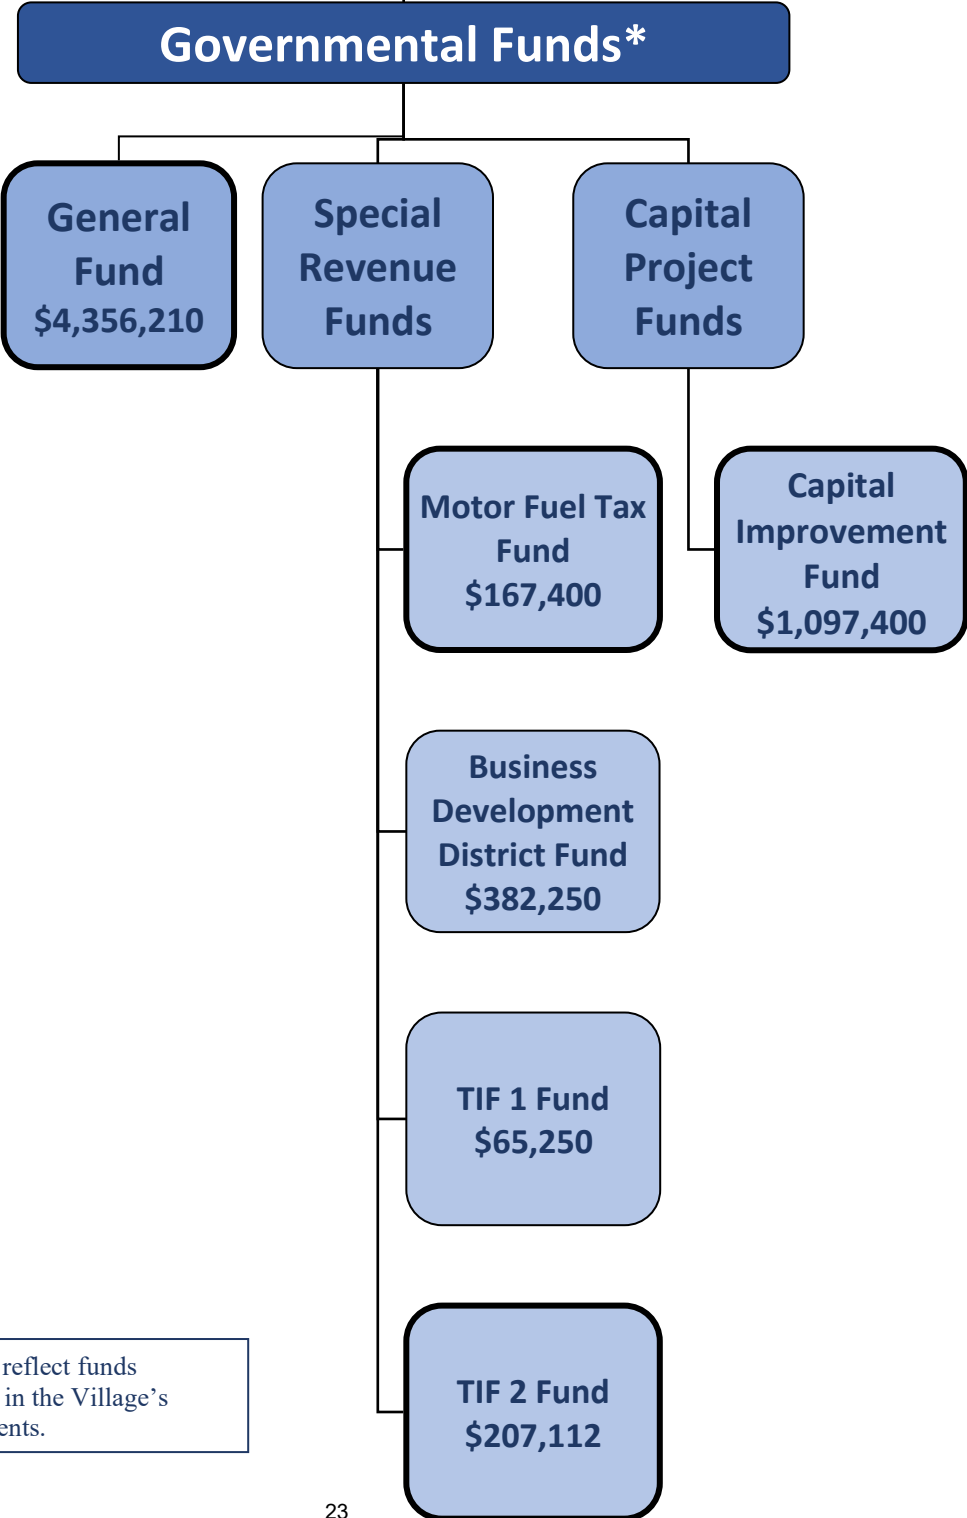 Governmental Funds*
General
Fund
$4,356,210
Special
Revenue
Funds
Capital
Project
Funds
Motor Fuel Tax
Fund
$167,400
Capital
Improvement
Fund
$1,097,400
Business
Development
District Fund
$382,250
TIF 1 Fund
$65,250
TIF 2 Fund
$207,112
reflect funds
in the Village's
ents.
23